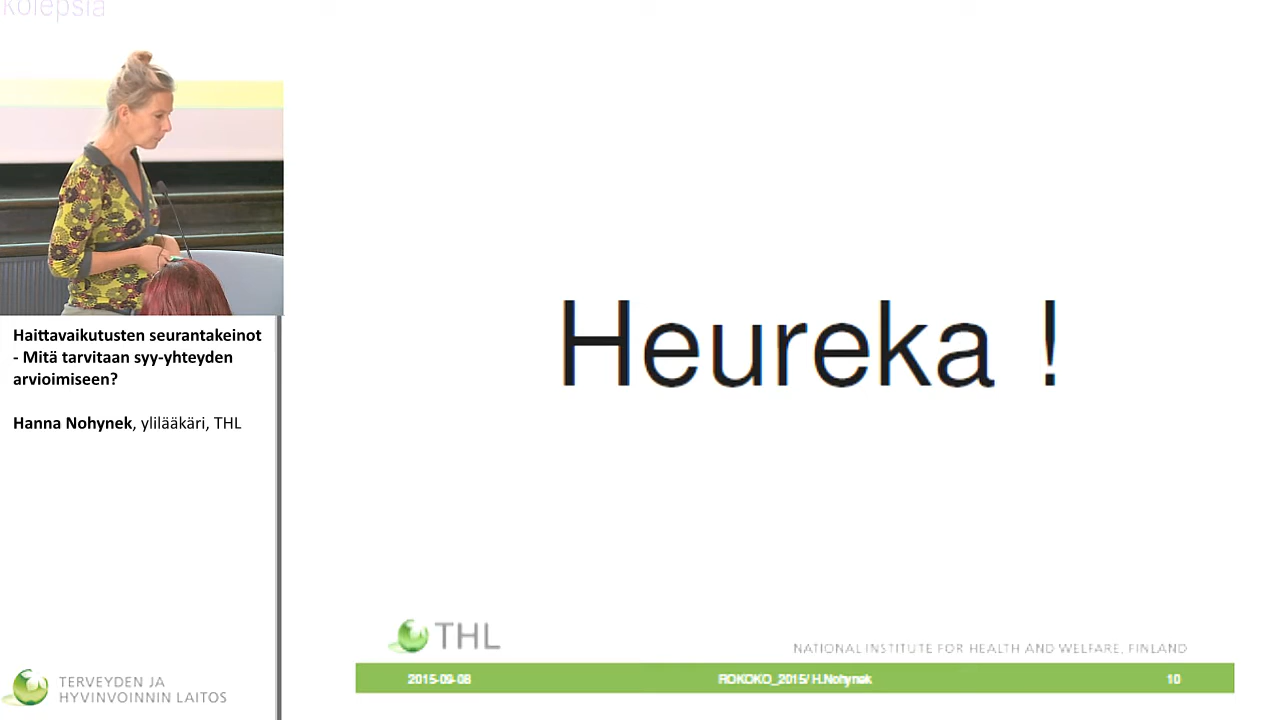 kolepsia
Haittavaikutusten seurantakeinot
- Mitä tarvitaan syy-yhteyden
arvioimiseen?
Hanna Nohynek, ylilääkäri, THL
TERVEYDEN JA
HYVINVOINNIN LAITOS
Heureka !
THL
NATIONAL INSTITUTE FOR HEALTH AND WELFARE, FINLAND
2015-09-08
ROKOKO_2015/ H.Nohynek
10